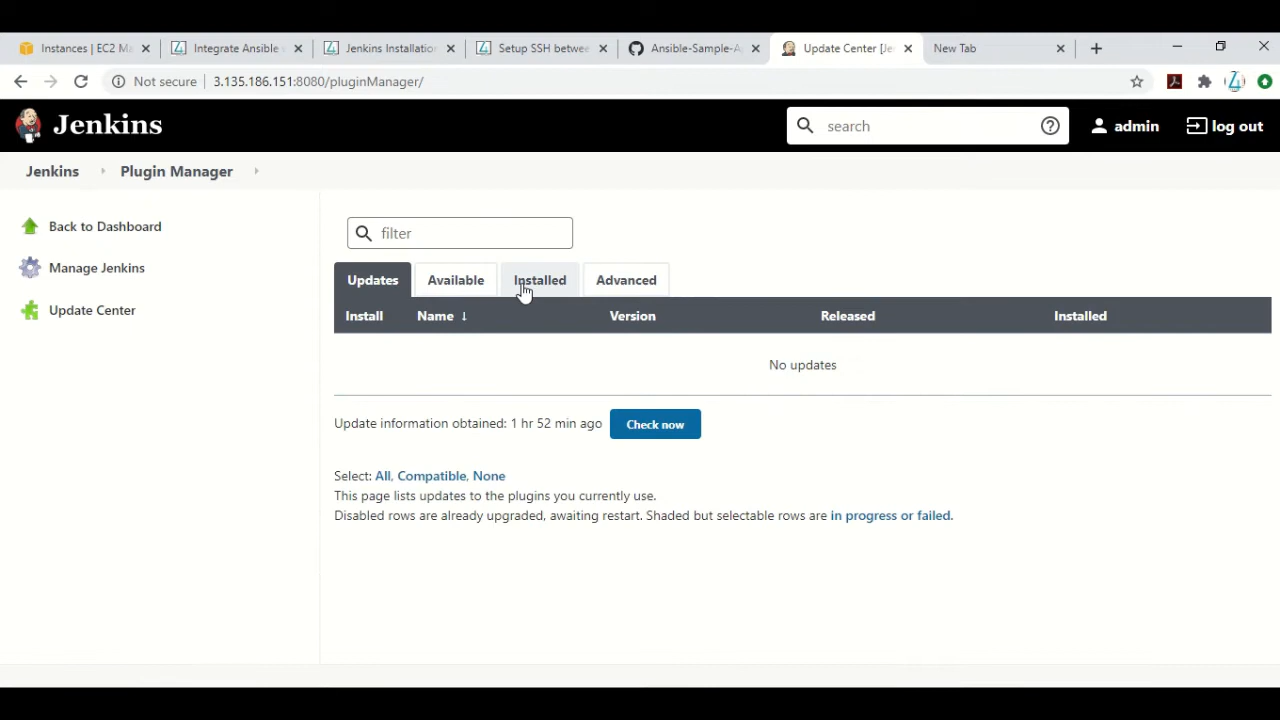 Instances | EC2 Ma
Integrate Ansible
Jenkins Installation
Setup SSH betwee
Ansible-Sample-A
Update Center [Je
New Tab
Not secure
3.135.186.151:8080/pluginManager/
Jenkins
search
admin
log out
Jenkins
Plugin Manager
Back to Dashboard
Manage Jenkins
Update Center
filter
Updates
Available
Installed
Advanced
Install
Name ↓
Version
Released
Installed
No updates
Update information obtained: 1 hr 52 min ago
Check now
Select: All, Compatible, None
This page lists updates to the plugins you currently use.
Disabled rows are already upgraded, awaiting restart. Shaded but selectable rows are in progress or failed.